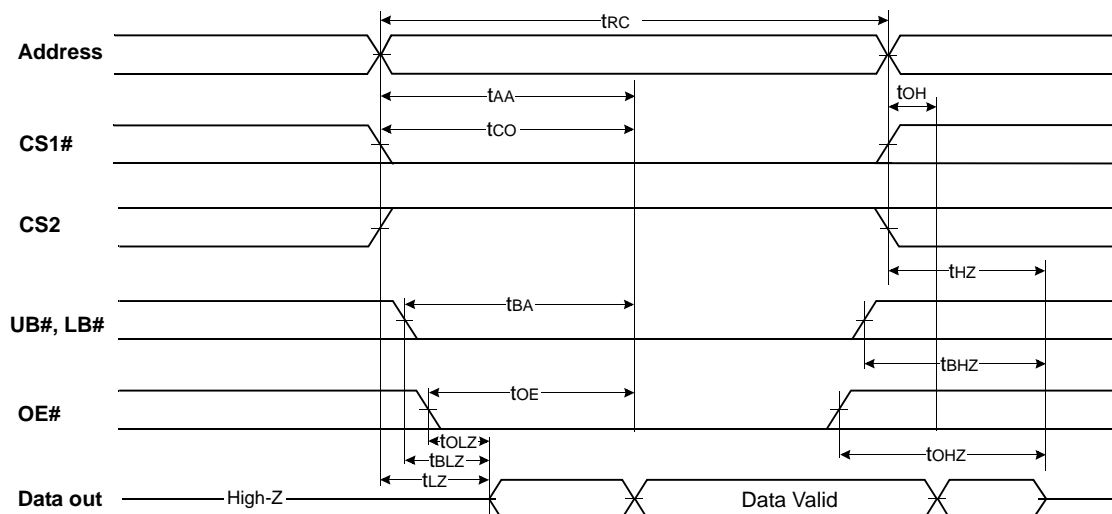 tRC
Address
tAA
tOH
tCO
CS1#
CS2
tHZ
tBA
UB#, LB#
tBHZ
tOE
OE#
tOLZ
tBLZ
tOHZ
tLZ
Data out High-Z Data Valid